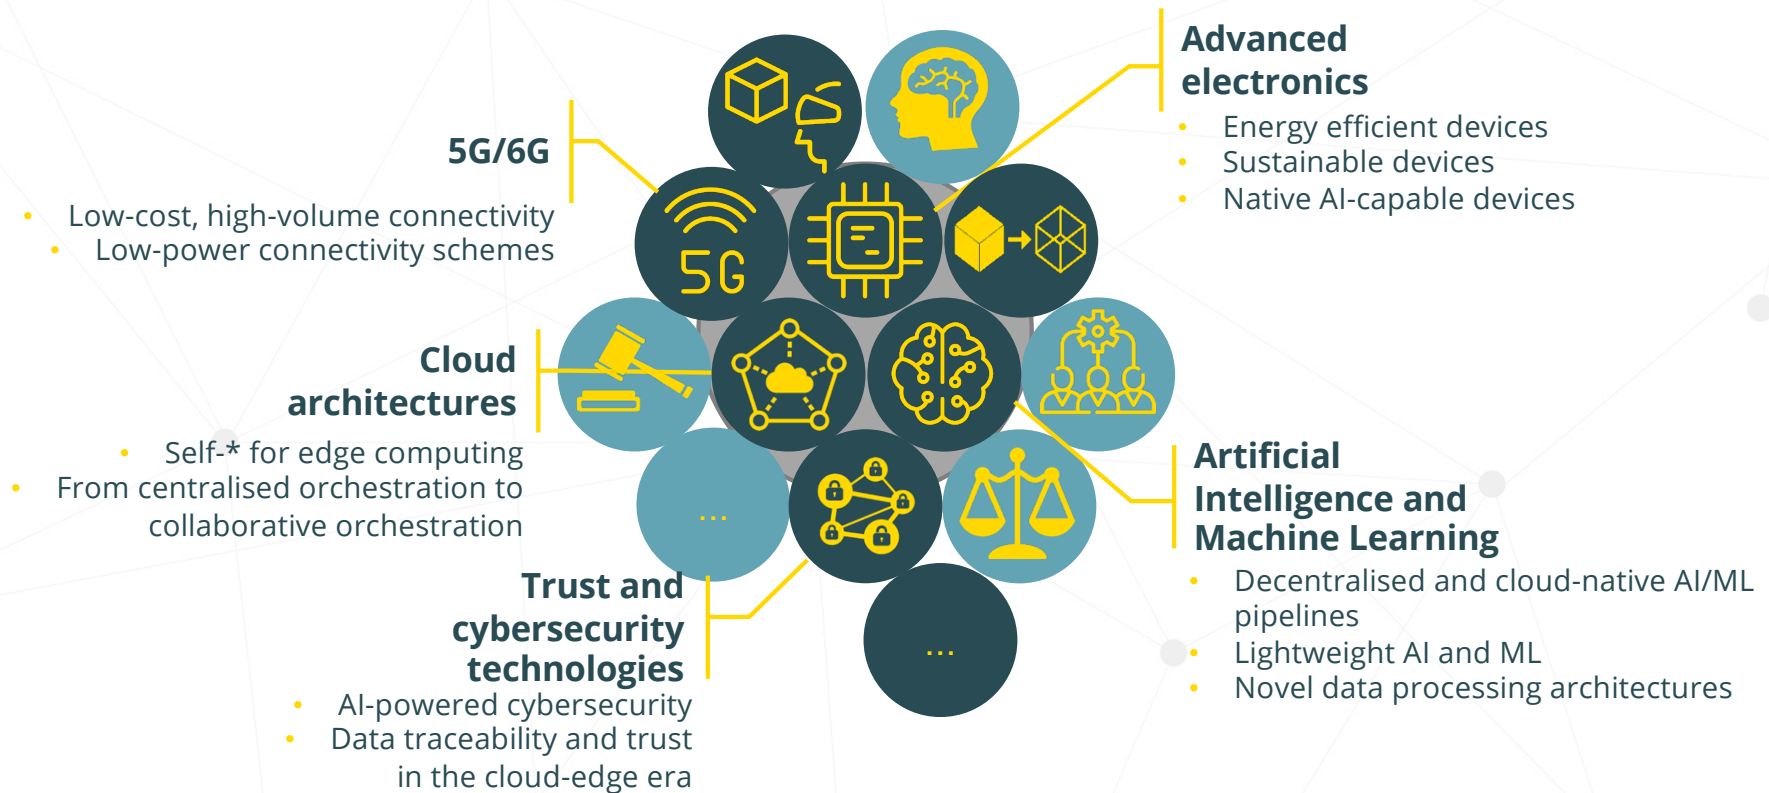 5G/6G
• Low-cost, high-volume connectivity
• Low-power connectivity schemes
Cloud
architectures
• Self-* for edge computing
• From centralised orchestration to
collaborative orchestration
Trust and
cybersecurity
technologies
• AI-powered cybersecurity
• Data traceability and trust
in the cloud-edge era
5G
...
...
Advanced
electronics
• Energy efficient devices
• Sustainable devices
• Native AI-capable devices
Artificial
Intelligence and
Machine Learning
• Decentralised and cloud-native AI/ML
pipelines
• Lightweight AI and ML
• Novel data processing architectures